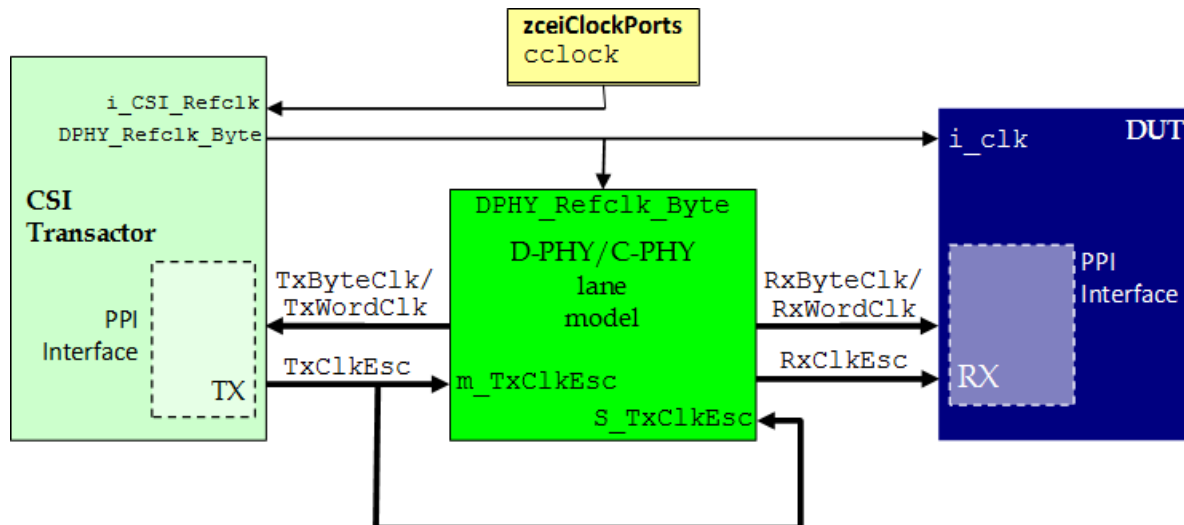 zceiClockPorts
cclock
i_CSI_Refclk
DPHY_Refclk_Byte
CSI
Transactor
PPI
Interface
TX
TxByteClk/
TxWordClk
TxClkEsc
DPHY_Refclk_Byte
D-PHY/C-PHY
lane
model
m_TxClkEsc
S_TxClkEsc
RxByteClk/
RxWordClk
RxClkEsc
i_clk
DUT
PPI
Interface
RX